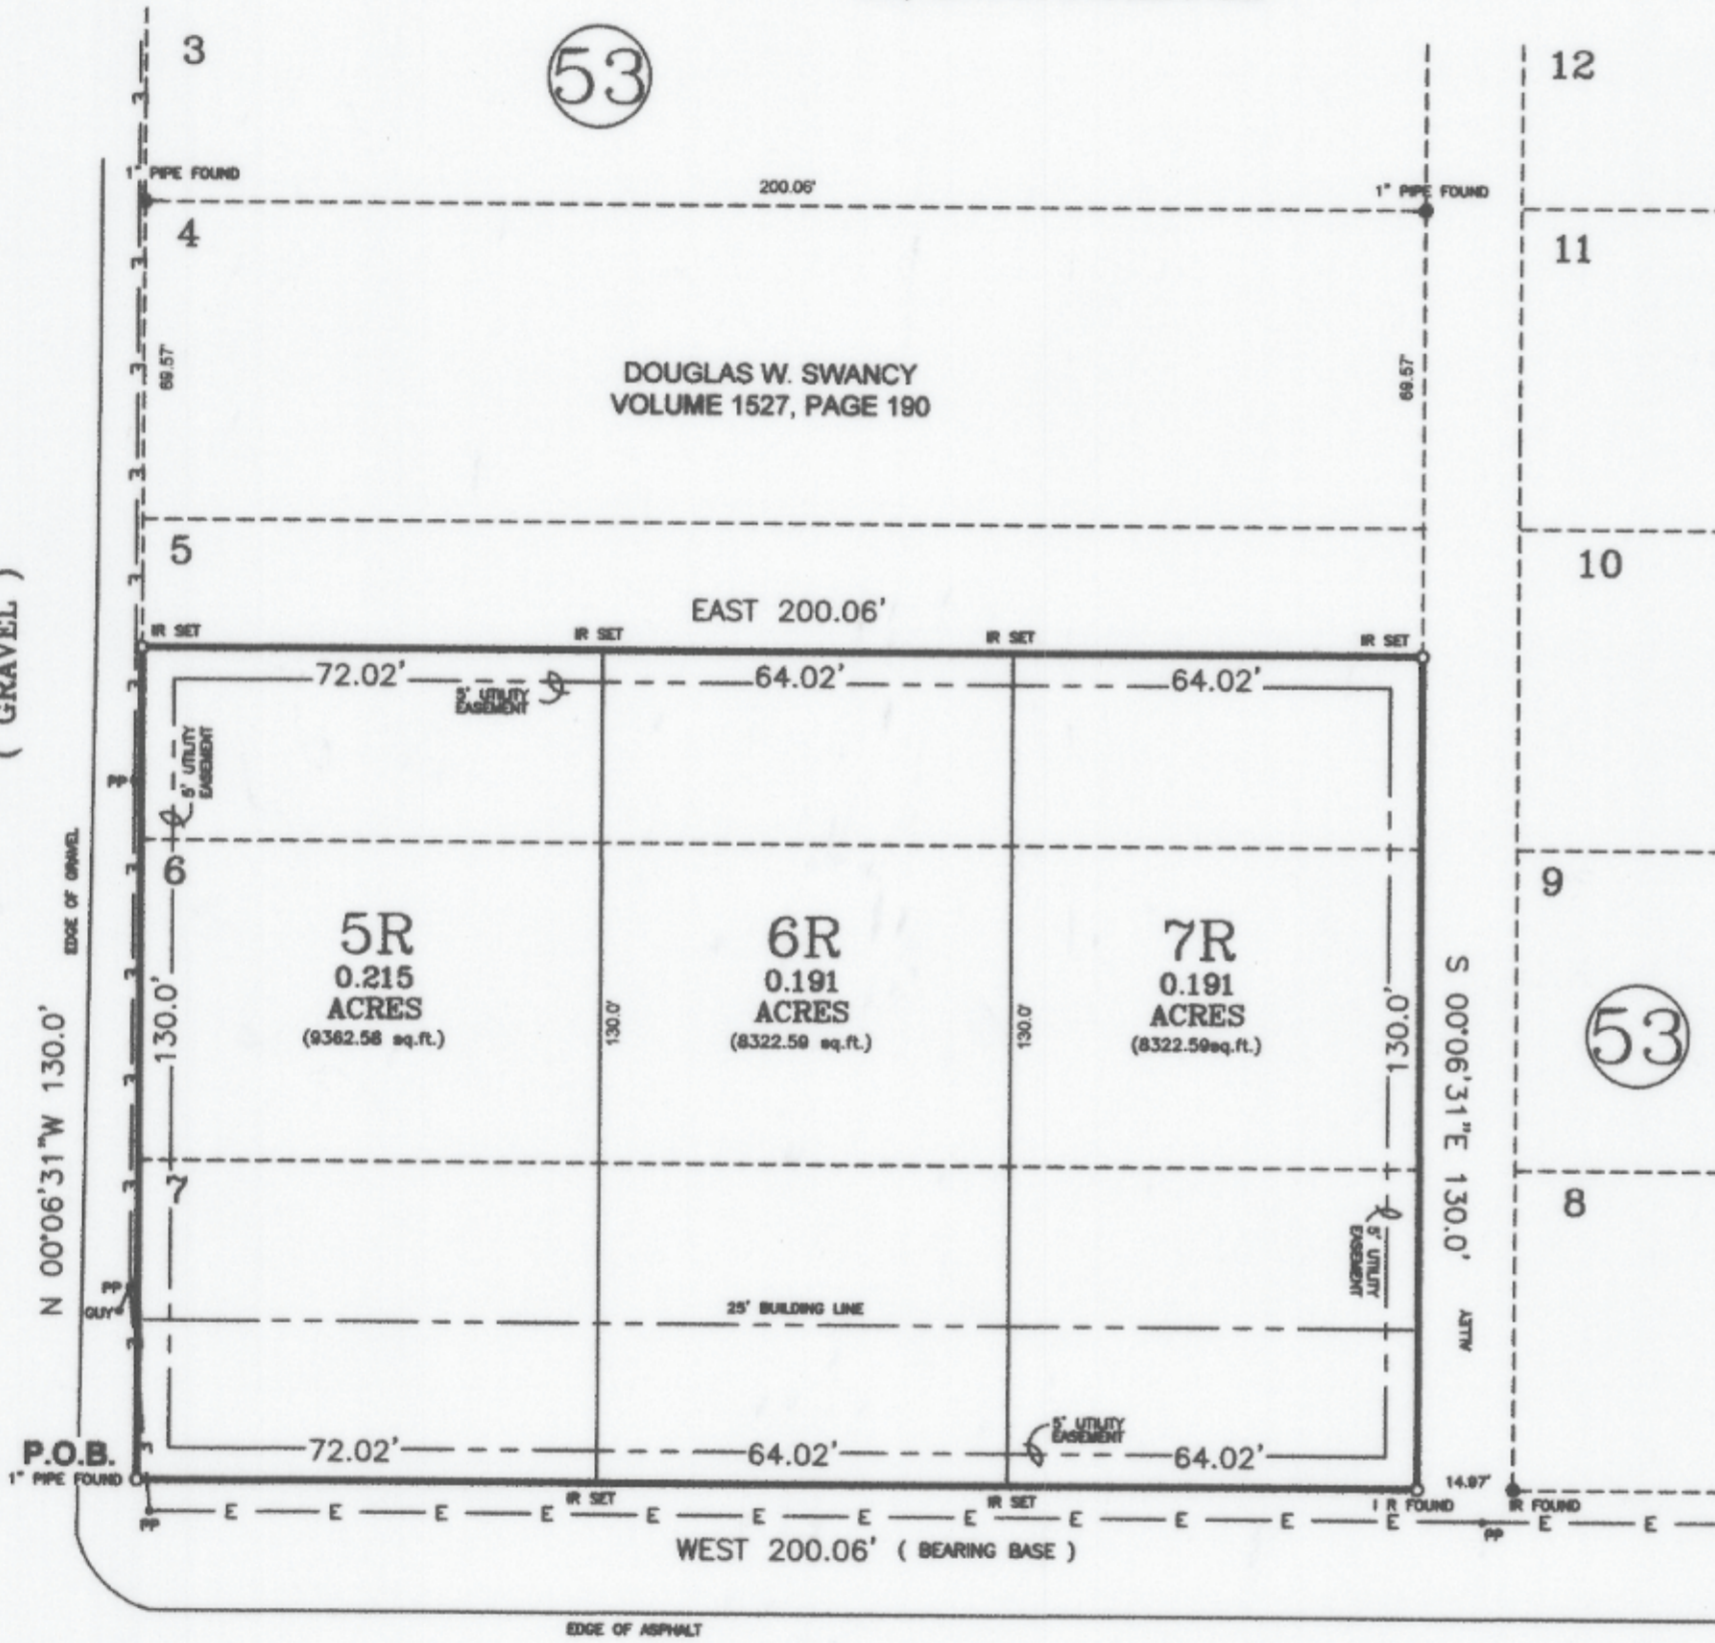 3
53
12
1" PIPE FOUND
200.06'
1" PIPE FOUND
4
11
69.57'
69.57'
DOUGLAS W. SWANCY
VOLUME 1527, PAGE 190
5
10
( GRAVEL )
EAST 200.06'
IR SET
IR SET
IR SET
IR SET
72.02'
64.02'
64.02'
5' UTILITY
EASEMENT
5' UTILITY
EASEMENT
PP
EDGE OF GRAVEL
6
9
5R
0.215
ACRES
(9362.58 sq.ft.)
6R
0.191
ACRES
(8322.59 sq.ft.)
7R
0.191
ACRES
(8322.59sq.ft.)
130.0'
130.0'
130.0'
130.0'
N 00°06'31"W 130.0'
S 00°06'31"E 130.0'
53
7
8
5' UTILITY
EASEMENT
PP
GUY
25' BUILDING LINE
ALLEY
P.O.B.
1" PIPE FOUND
72.02'
64.02'
5' UTILITY
EASEMENT
64.02'
14.97'
IR SET
IR SET
I R FOUND
IR FOUND
PP
E E E E E E E E E E E E
PP
E E
WEST 200.06' ( BEARING BASE )
EDGE OF ASPHALT